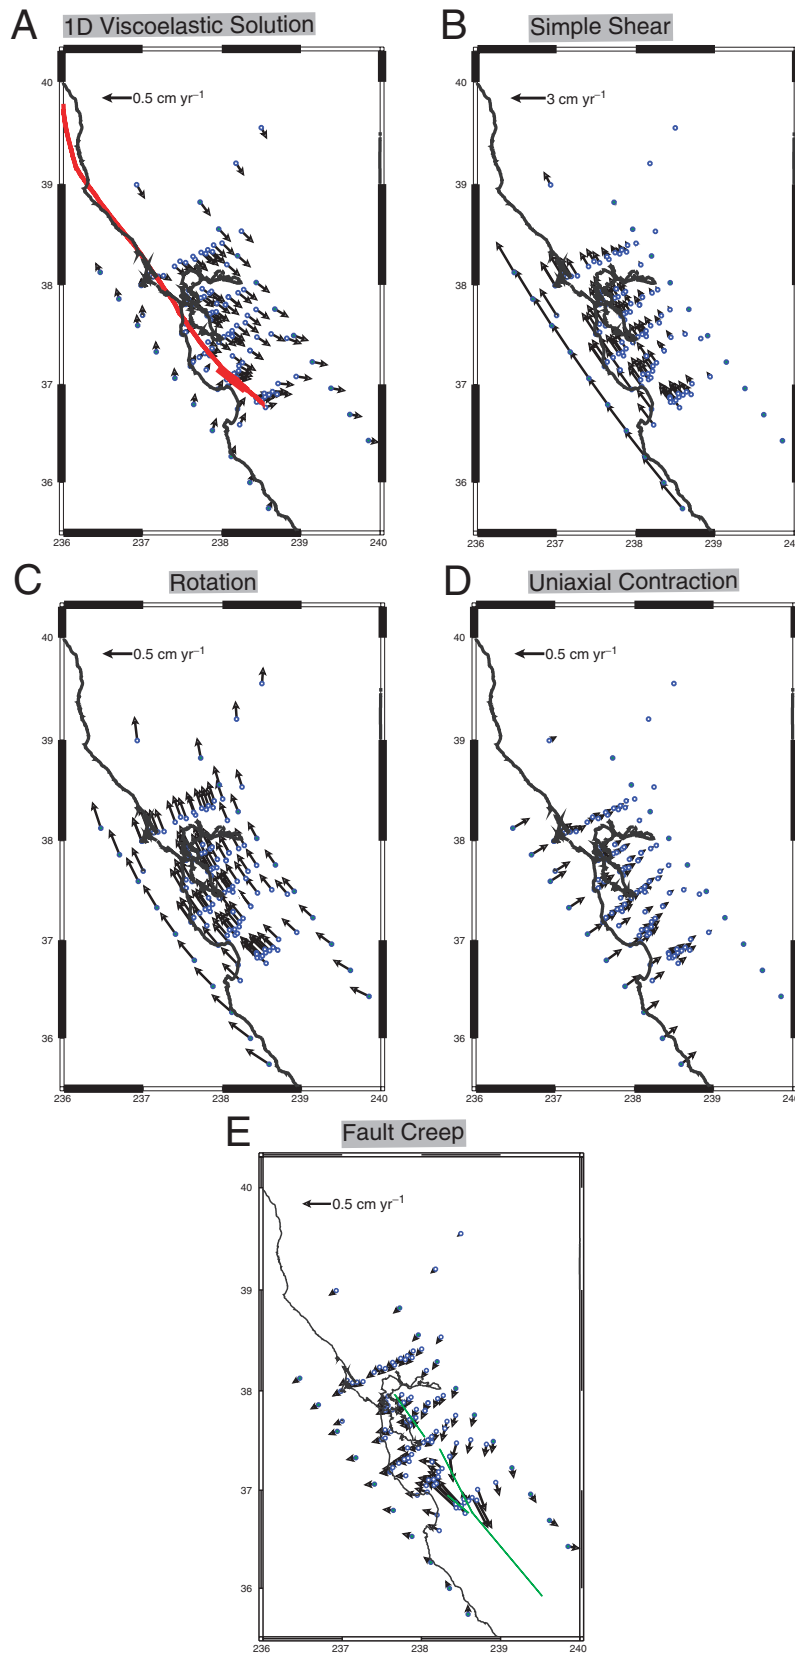 A
1D Viscoelastic Solution
40
39
38
37
36
0.5 cm yr⁻¹
236 237 238 239 240
B
Simple Shear
40
39
38
37
36
3 cm yr⁻¹
236 237 238 239 24
C
Rotation
40
39
38
37
36
0.5 cm yr⁻¹
236 237 238 239 240
D
Uniaxial Contraction
40
39
38
37
36
0.5 cm yr⁻¹
236 237 238 239 24
E
Fault Creep
40
39
38
37
36
0.5 cm yr⁻¹
236 237 238 239 240